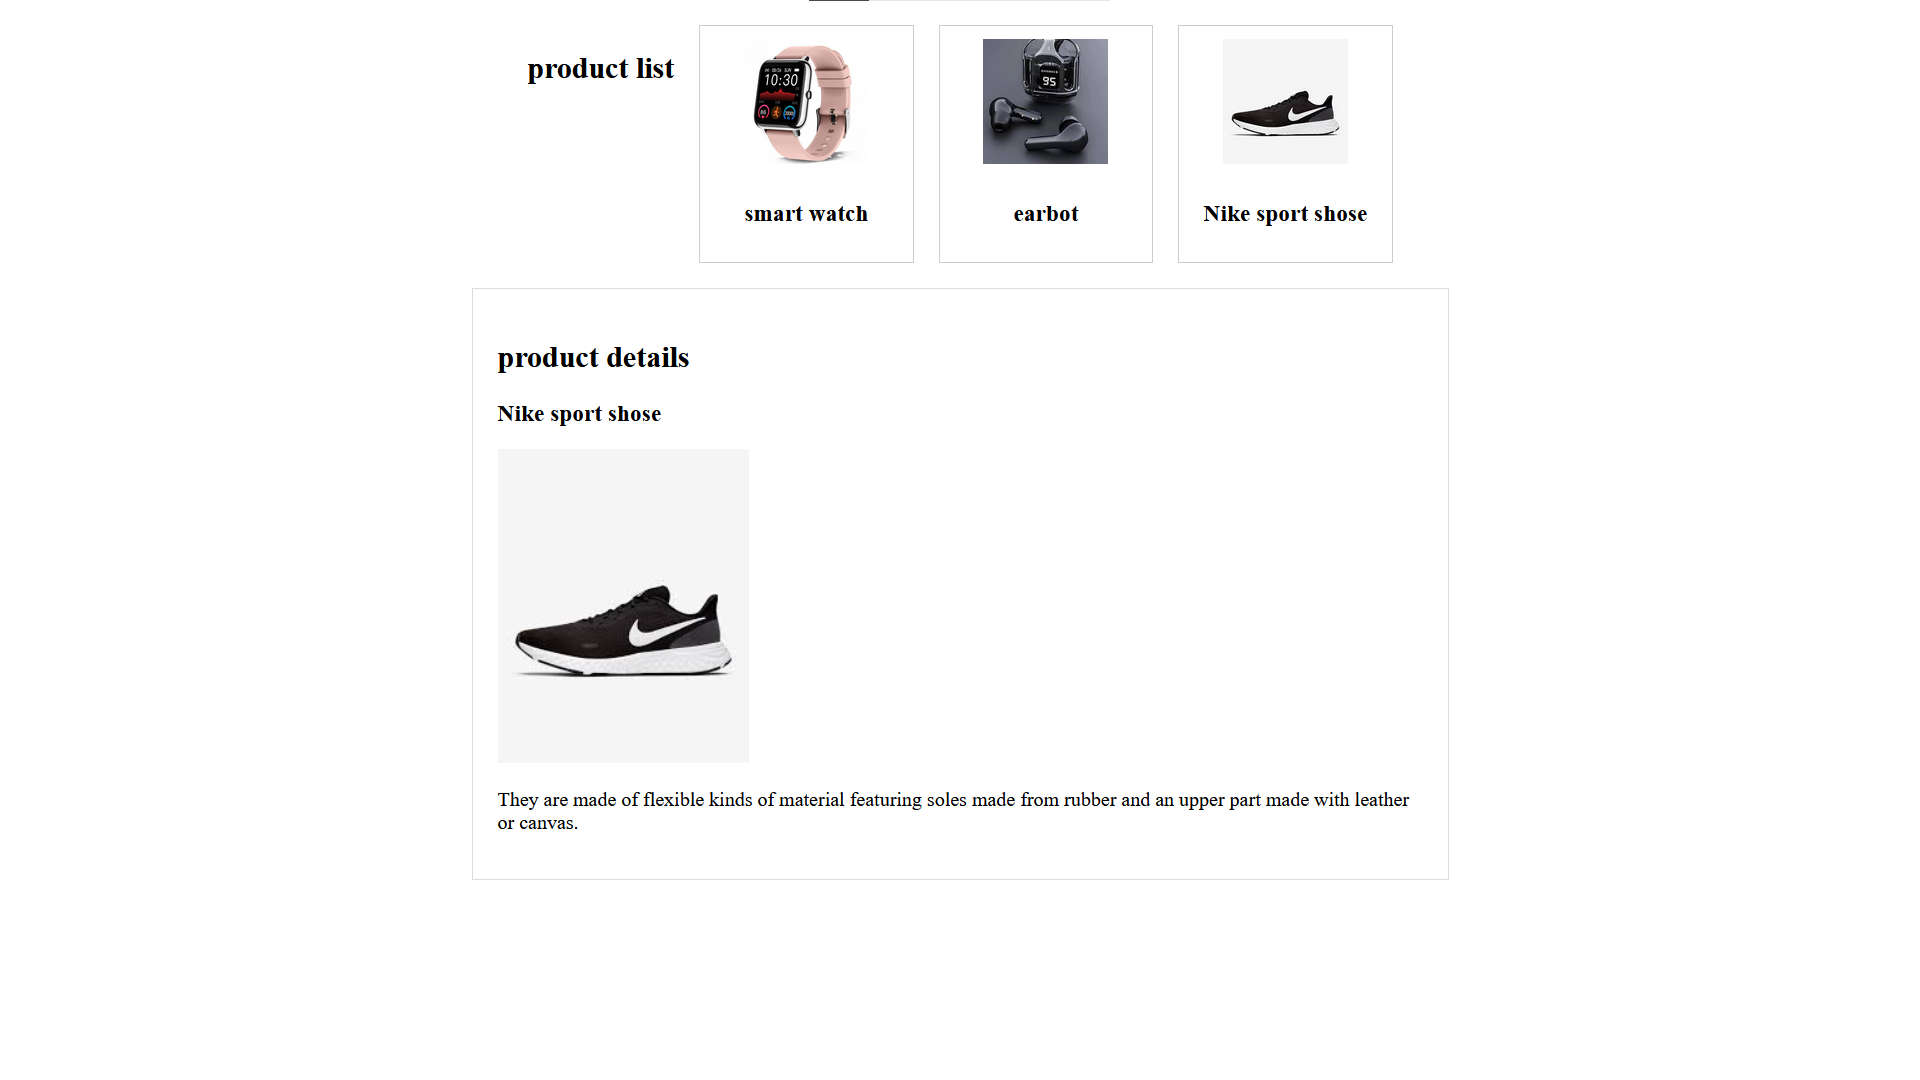 product list
10:30
95
smart watch
earbot
Nike sport shose
product details
Nike sport shose
They are made of flexible kinds of material featuring soles made from rubber and an upper part made with leather
or canvas.